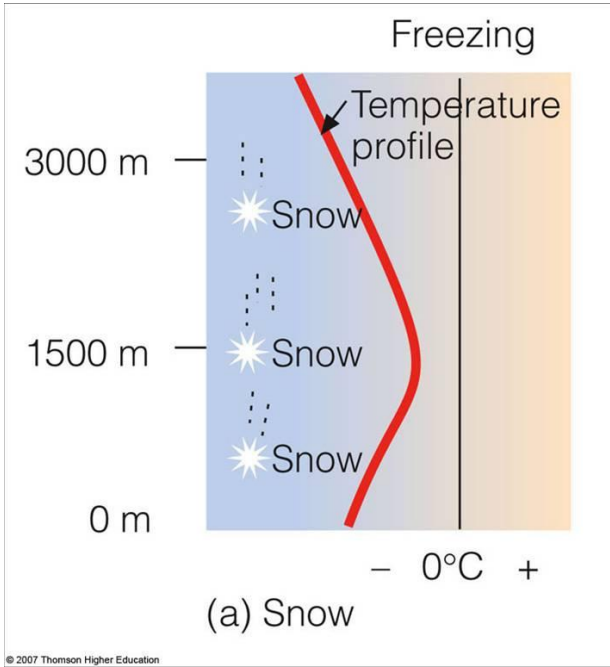 Freezing
Temperature
profile
3000 m
Snow
1500 m
Snow
Snow
0 m
– 0°C +
(a) Snow
© 2007 Thomson Higher Education